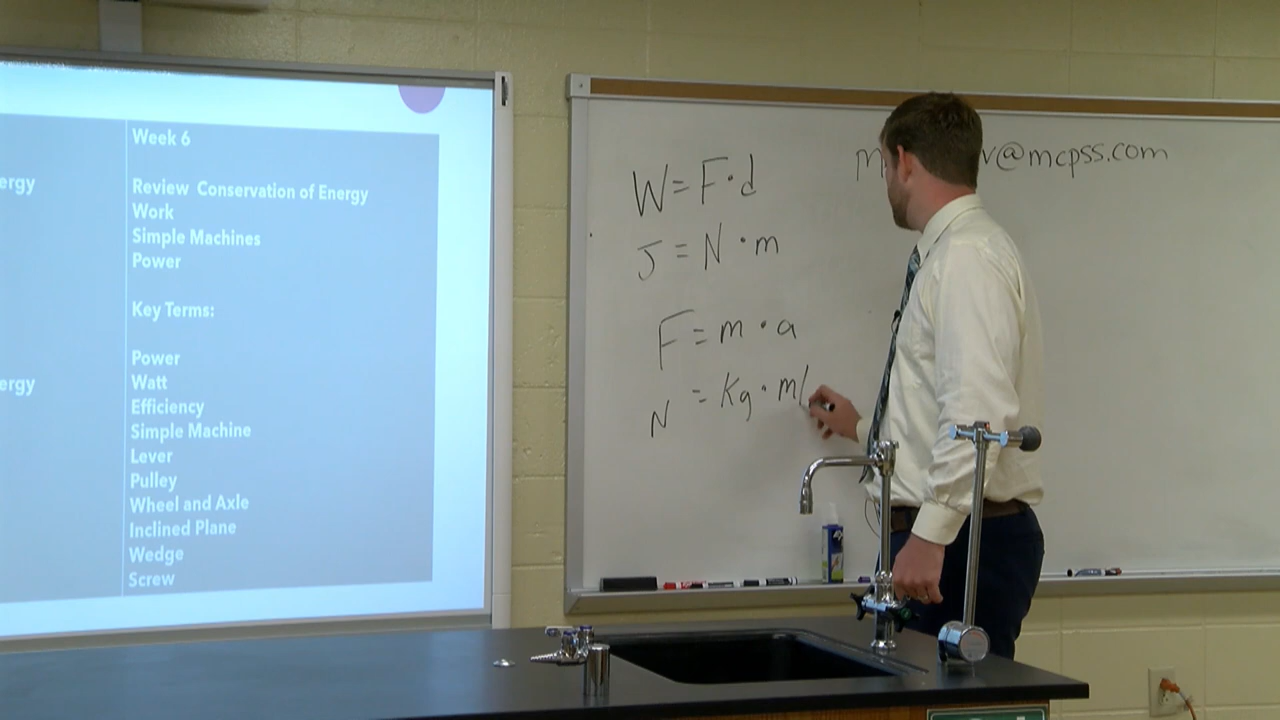 ergy
ergy
Week 6
Review Conservation of Energy
Work
Simple Machines
Power
Key Terms:
Power
Watt
Efficiency
Simple Machine
Lever
Pulley
Wheel and Axle
Inclined Plane
Wedge
Screw
W = F · d
J = N · m
F = m · a
N = Kg · m/
@mcpss.com